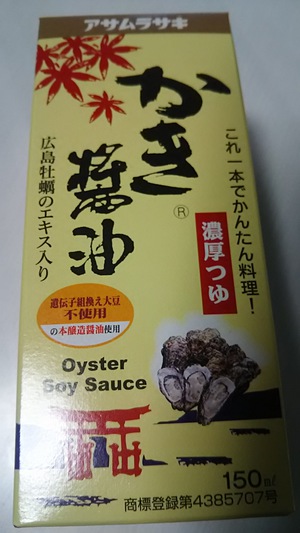 アサムラサキ
かき
醤油
®
広島牡蠣のエキス入り
これ一本でかんたん料理!
濃厚つゆ
遺伝子組換え大豆
不使用
の本醸造醤油使用
Oyster
Soy Sauce
150㎖
商標登録第4385707号